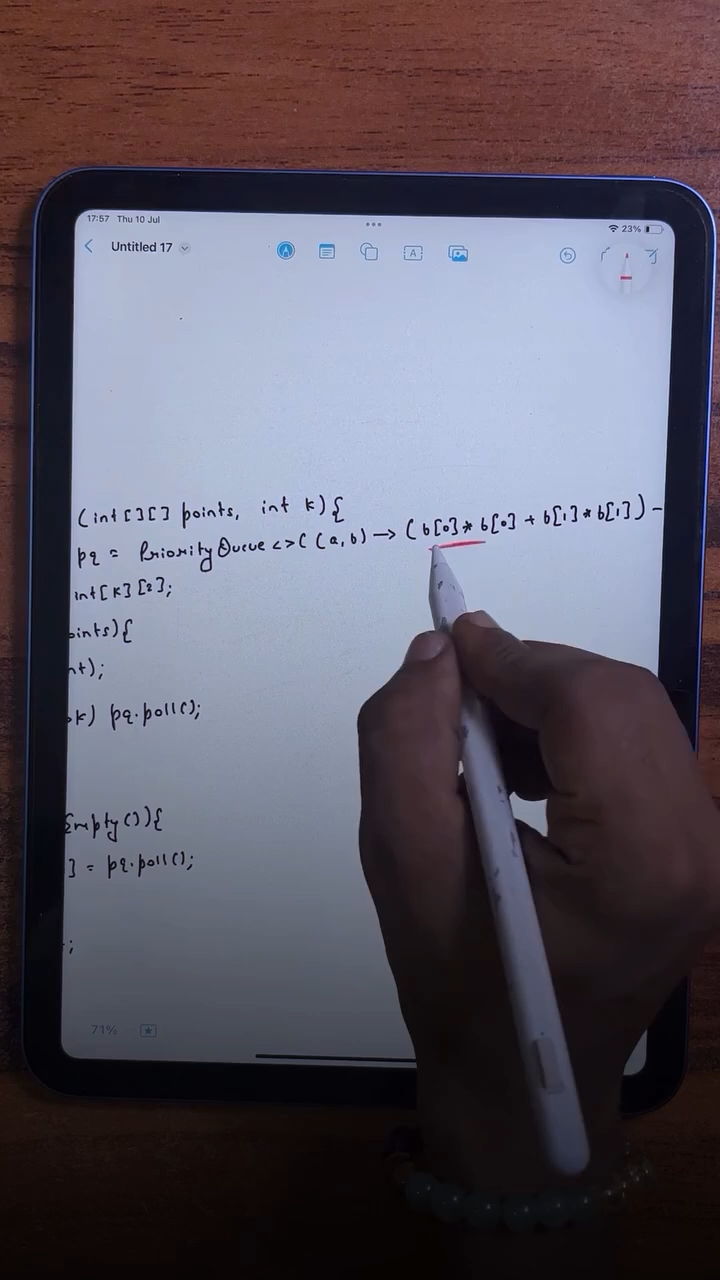 17:57 Thu 10 Jul
23%
Untitled 17
A
(int[][] points, int k){
pq = PriorityQueue<>((a,b) → (b[0]* b[0] + b[1]* b[1]) -
int[k][2];
oints){
nt);
k) pq.poll();
Empty()){
] = pq.poll();
;
71%